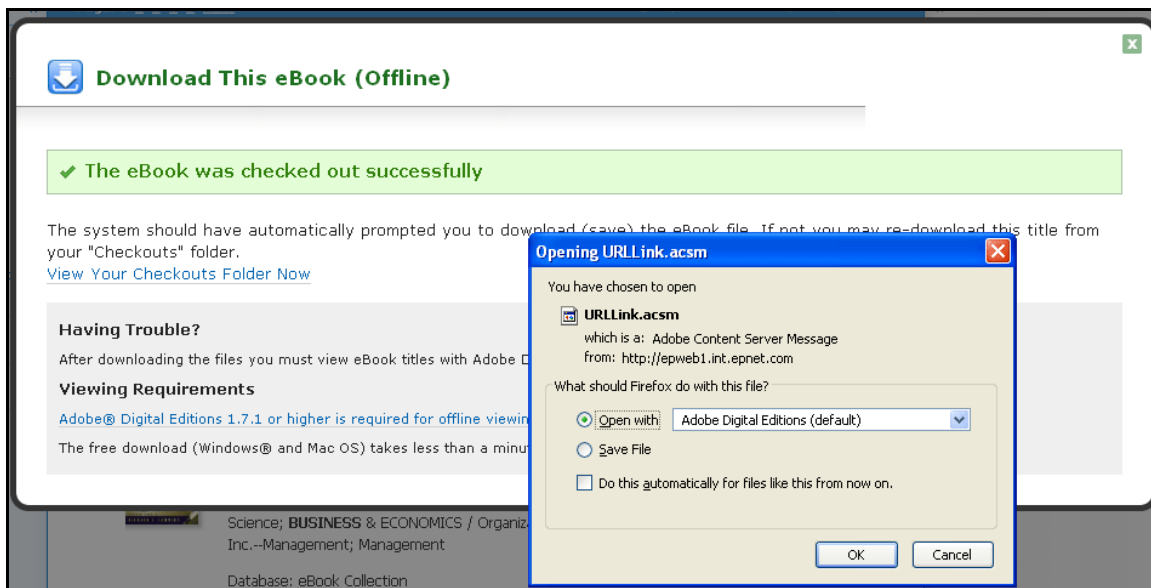 Download This eBook (Offline)
The eBook was checked out successfully
The system should have automatically prompted you to download (save) the eBook file. If not you may re-download this title from
your "Checkouts" folder.
View Your Checkouts Folder Now
Having Trouble?
After downloading the files you must view eBook titles with Adobe
Viewing Requirements
Adobe® Digital Editions 1.7.1 or higher is required for offline viewin
The free download (Windows® and Mac OS) takes less than a minu
Opening URLLink.acsm
You have chosen to open
URLLink.acsm
which is a: Adobe Content Server Message
from: http://epweb1.int.epnet.com
What should Firefox do with this file?
Open with
Adobe Digital Editions (default)
Save File
Do this automatically for files like this from now on.
OK
Cancel
Science; BUSINESS & ECONOMICS / Organiz
Inc.--Management; Management
Database: eBook Collection